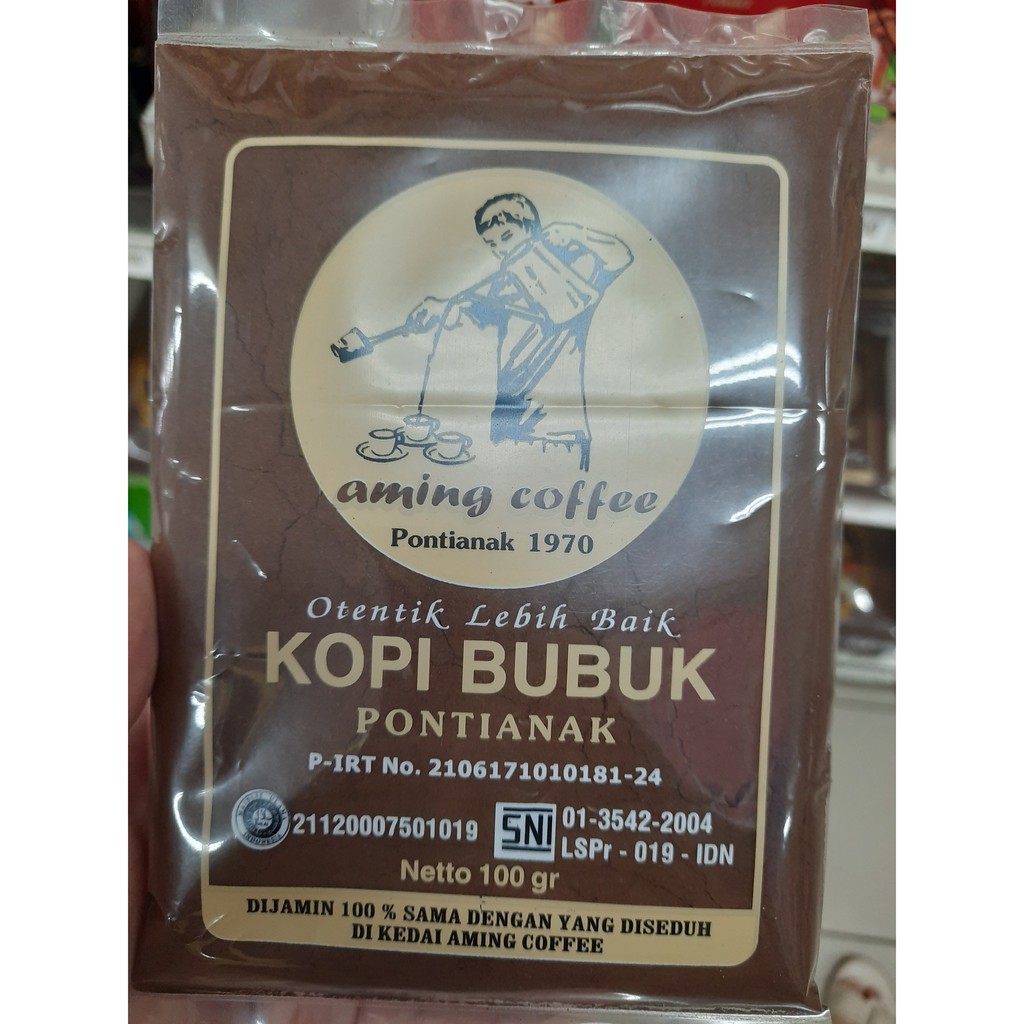 aming coffee
Pontianak 1970
Otentik Lebih Baik
KOPI BUBUK
PONTIANAK
P-IRT No. 2106171010181-24
21120007501019
SNI
01-3542-2004
LSPr - 019 - IDN
Netto 100 gr
DIJAMIN 100 % SAMA DENGAN YANG DISEDUH
DI KEDAI AMING COFFEE